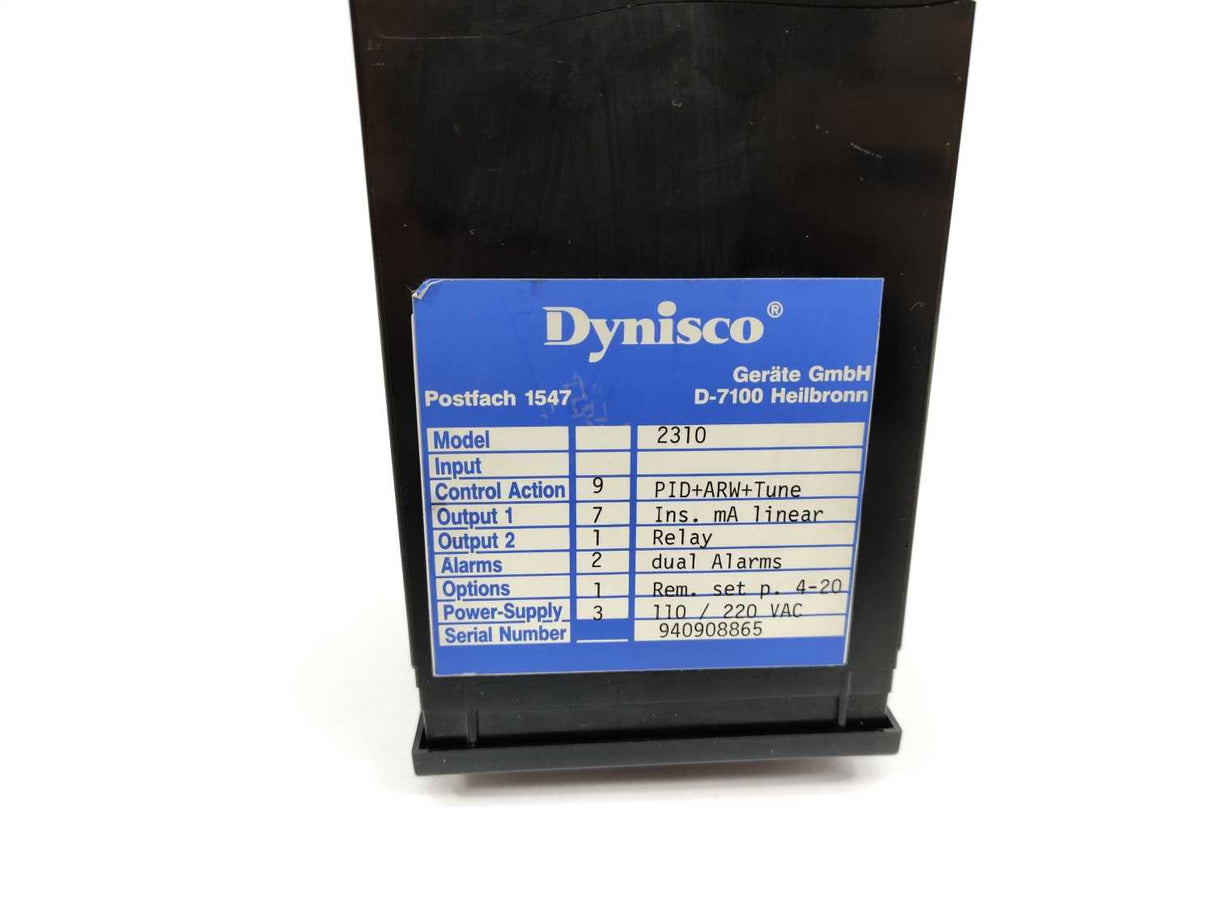 Dynisco®
Geräte GmbH
Postfach 1547 D-7100 Heilbronn
Model 2310
Input
Control Action 9 PID+ARW+Tune
Output 1 7 Ins. mA linear
Output 2 1 Relay
Alarms 2 dual Alarms
Options 1 Rem. set p. 4-20
Power-Supply 3 110 / 220 VAC
Serial Number 940908865